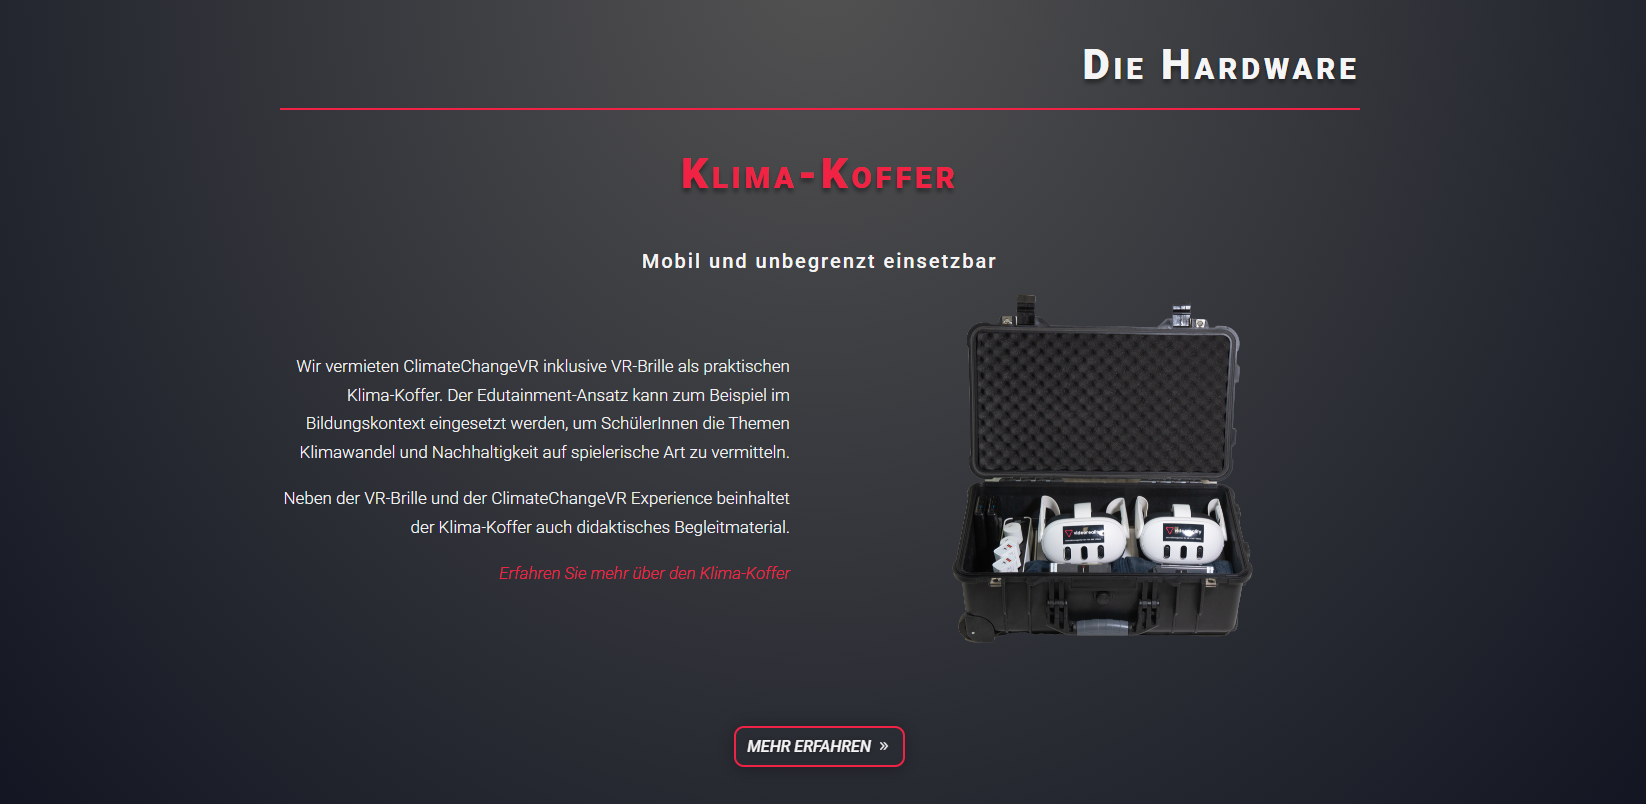 Die Hardware
Klima-Koffer
Mobil und unbegrenzt einsetzbar
Wir vermieten ClimateChangeVR inklusive VR-Brille als praktischen
Klima-Koffer. Der Edutainment-Ansatz kann zum Beispiel im
Bildungskontext eingesetzt werden, um SchülerInnen die Themen
Klimawandel und Nachhaltigkeit auf spielerische Art zu vermitteln.
Neben der VR-Brille und der ClimateChangeVR Experience beinhaltet
der Klima-Koffer auch didaktisches Begleitmaterial.
Erfahren Sie mehr über den Klima-Koffer
MEHR ERFAHREN »